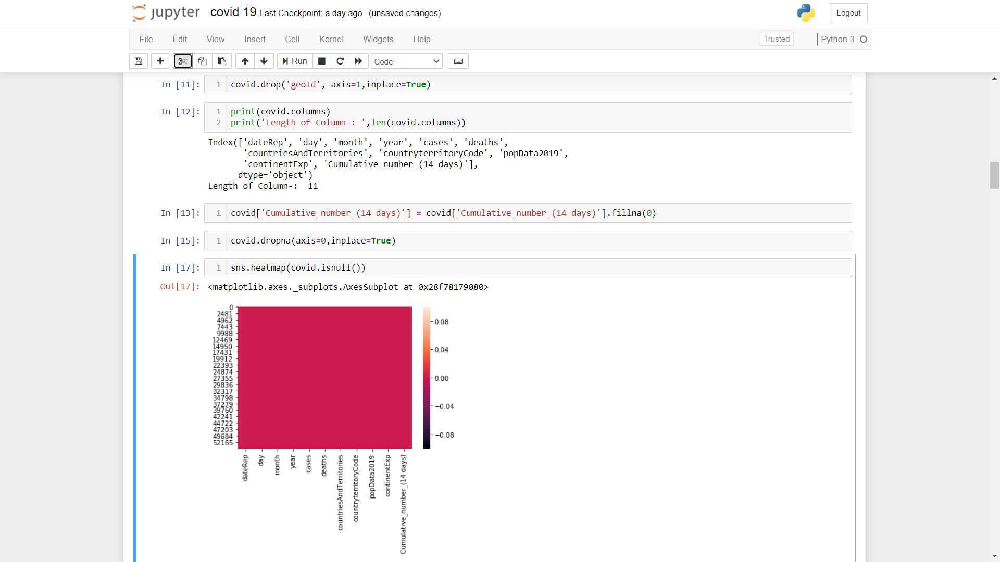 jupyter covid 19 Last Checkpoint: a day ago (unsaved changes) Logout
File Edit View Insert Cell Kernel Widgets Help Trusted Python 3
Run Code
In [11]: 1 covid.drop('geoId', axis=1,inplace=True)
In [12]: 1 print(covid.columns)
2 print('Length of Column-: ',len(covid.columns))
Index(['dateRep', 'day', 'month', 'year', 'cases', 'deaths',
'countriesAndTerritories', 'countryterritoryCode', 'popData2019',
'continentExp', 'Cumulative_number_(14 days)'],
dtype='object')
Length of Column-:  11
In [13]: 1 covid['Cumulative_number_(14 days)'] = covid['Cumulative_number_(14 days)'].fillna(0)
In [15]: 1 covid.dropna(axis=0,inplace=True)
In [17]: 1 sns.heatmap(covid.isnull())
Out[17]: <matplotlib.axes._subplots.AxesSubplot at 0x28f78179080>
0
2481
4962
7443
9988
12469
14950
17431
19912
22393
24874
27355
29836
32317
34798
37279
39760
42241
44722
47203
49684
52165
0.08
0.04
0.00
−0.04
−0.08
dateRep
day
month
year
cases
deaths
countriesAndTerritories
countryterritoryCode
popData2019
continentExp
Cumulative_number_(14 days)